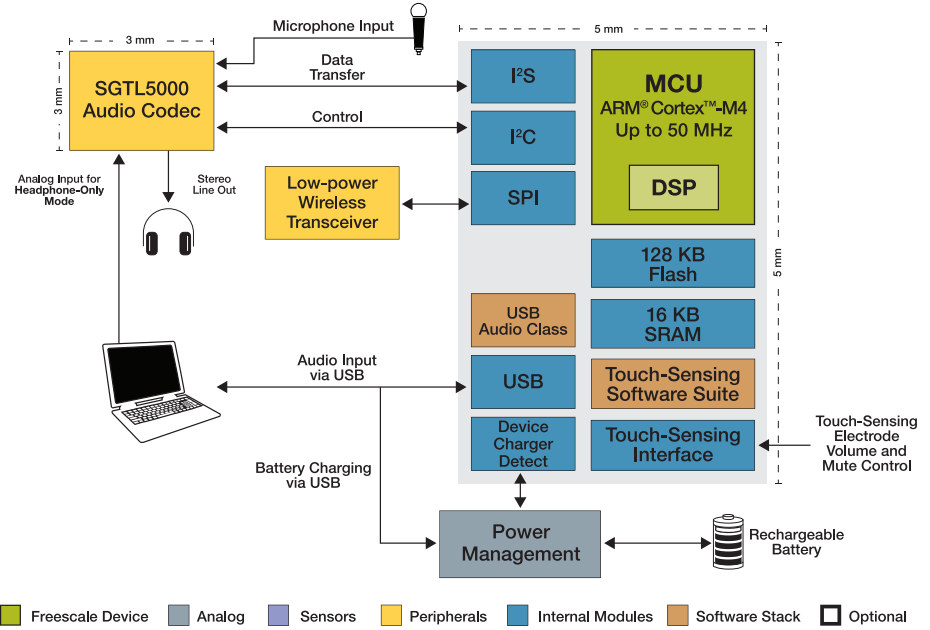 Microphone Input
3 mm
5 mm
3 mm
SGTL5000
Audio Codec
Data
Transfer
Control
I²S
I²C
SPI
MCU
ARM® Cortex™-M4
Up to 50 MHz
DSP
Analog Input for
Headphone-Only
Mode
Stereo
Line Out
Low-power
Wireless
Transceiver
5 mm
128 KB
Flash
USB
Audio Class
16 KB
SRAM
Audio Input
via USB
USB
Touch-Sensing
Software Suite
Device
Charger
Detect
Touch-Sensing
Interface
Touch-Sensing
Electrode
Volume and
Mute Control
Battery Charging
via USB
Power
Management
Rechargeable
Battery
Freescale Device
Analog
Sensors
Peripherals
Internal Modules
Software Stack
Optional